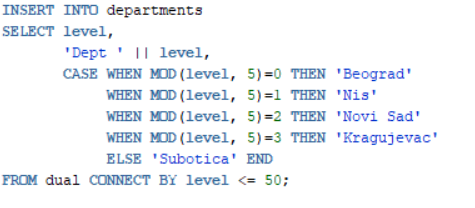 INSERT INTO departments
SELECT level,
'Dept ' || level,
CASE WHEN MOD(level, 5)=0 THEN 'Beograd'
WHEN MOD(level, 5)=1 THEN 'Nis'
WHEN MOD(level, 5)=2 THEN 'Novi Sad'
WHEN MOD(level, 5)=3 THEN 'Kragujevac'
ELSE 'Subotica' END
FROM dual CONNECT BY level <= 50;